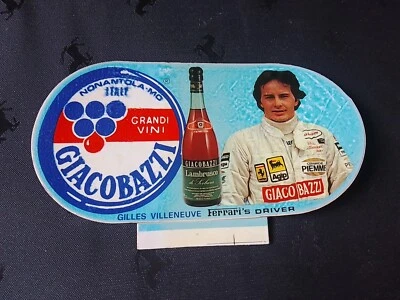 NONANTOLA-MO
ITALY
®
GRANDI
VINI
GIACOBAZZI
GIACOBAZZI
Lambrusco
Agip
PIEMME
GIACOBAZZI
GILLES VILLENEUVE Ferrari's DRIVER